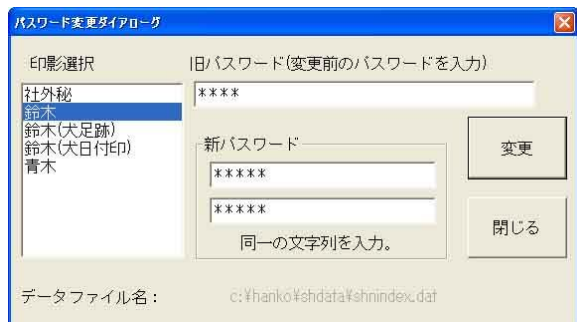 パスワード変更ダイアローグ
印影選択
旧パスワード(変更前のパスワードを入力)
社外秘
鈴木
鈴木(犬足跡)
鈴木(犬日付印)
青木
****
新パスワード
*****
*****
同一の文字列を入力。
変更
閉じる
データファイル名：
c:¥hanko¥shdata¥shnindex.dat